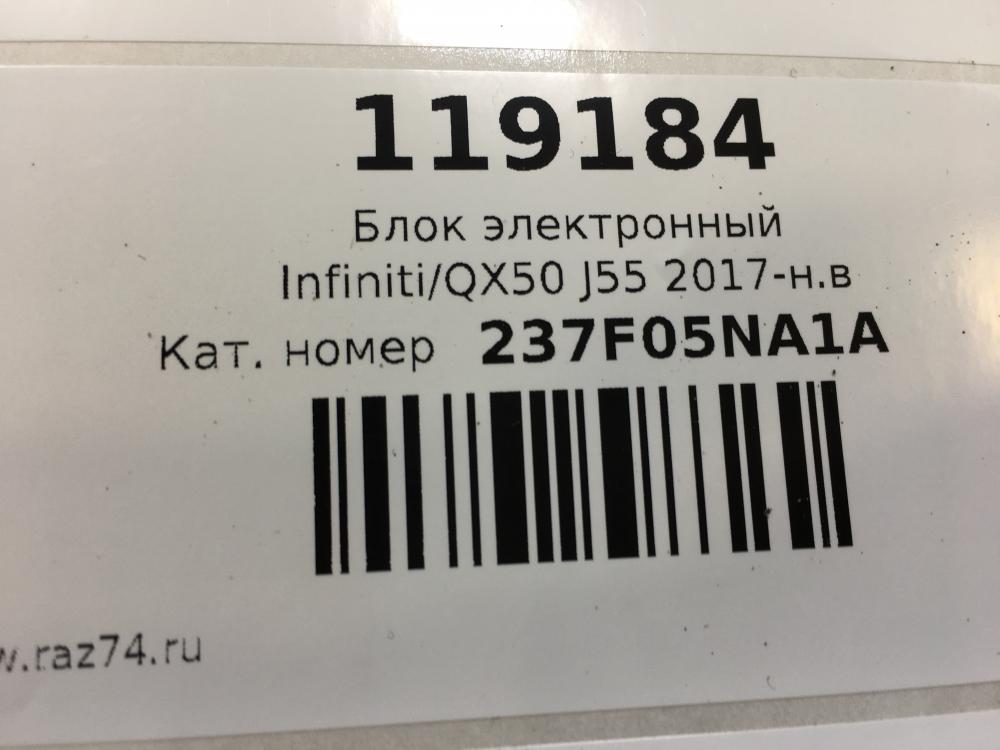 119184
Блок электронный
Infiniti/QX50 J55 2017-н.в
Кат. номер 237F05NA1A
w.raz74.ru